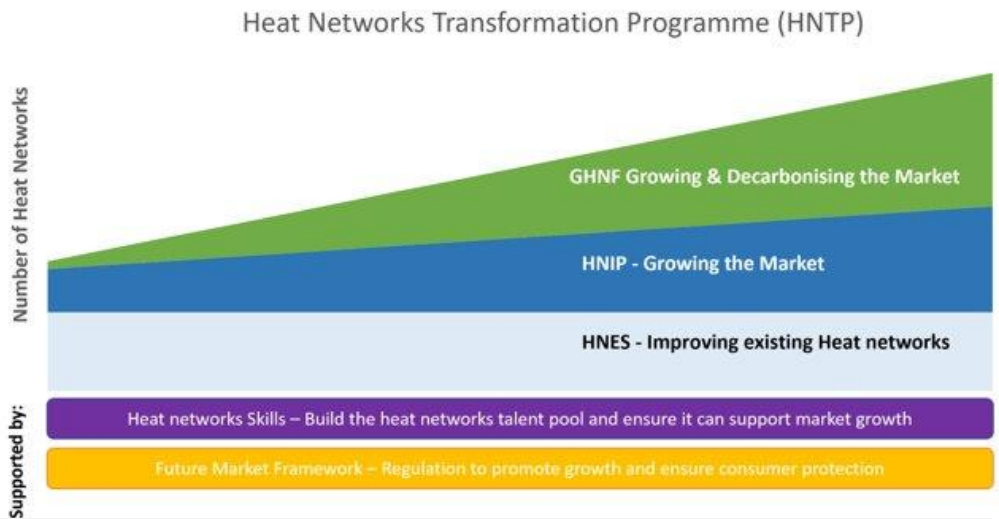 Heat Networks Transformation Programme (HNTP)
Number of Heat Networks
GHNF Growing & Decarbonising the Market
HNIP - Growing the Market
HNES - Improving existing Heat networks
Supported by:
Heat networks Skills – Build the heat networks talent pool and ensure it can support market growth
Future Market Framework – Regulation to promote growth and ensure consumer protection